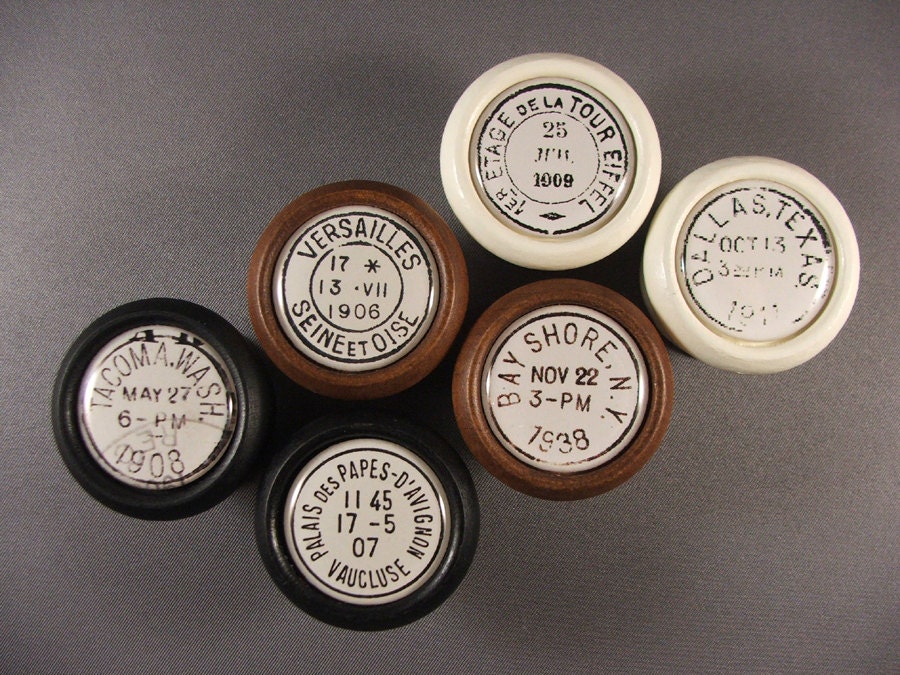 1ER ETAGE DE LA TOUR EIFFEL
25
1909
DALLAS, TEXAS.
OCT 13
3 PM
1911
VERSAILLES
17 *
13 • VII
1906
SEINE ET OISE
BAY SHORE, N.Y.
NOV 22
3-PM
1938
TACOMA, WASH.
MAY 27
6-PM
1908
PALAIS DES PAPES-D'AVIGNON
11 45
17 -5
07
VAUCLUSE